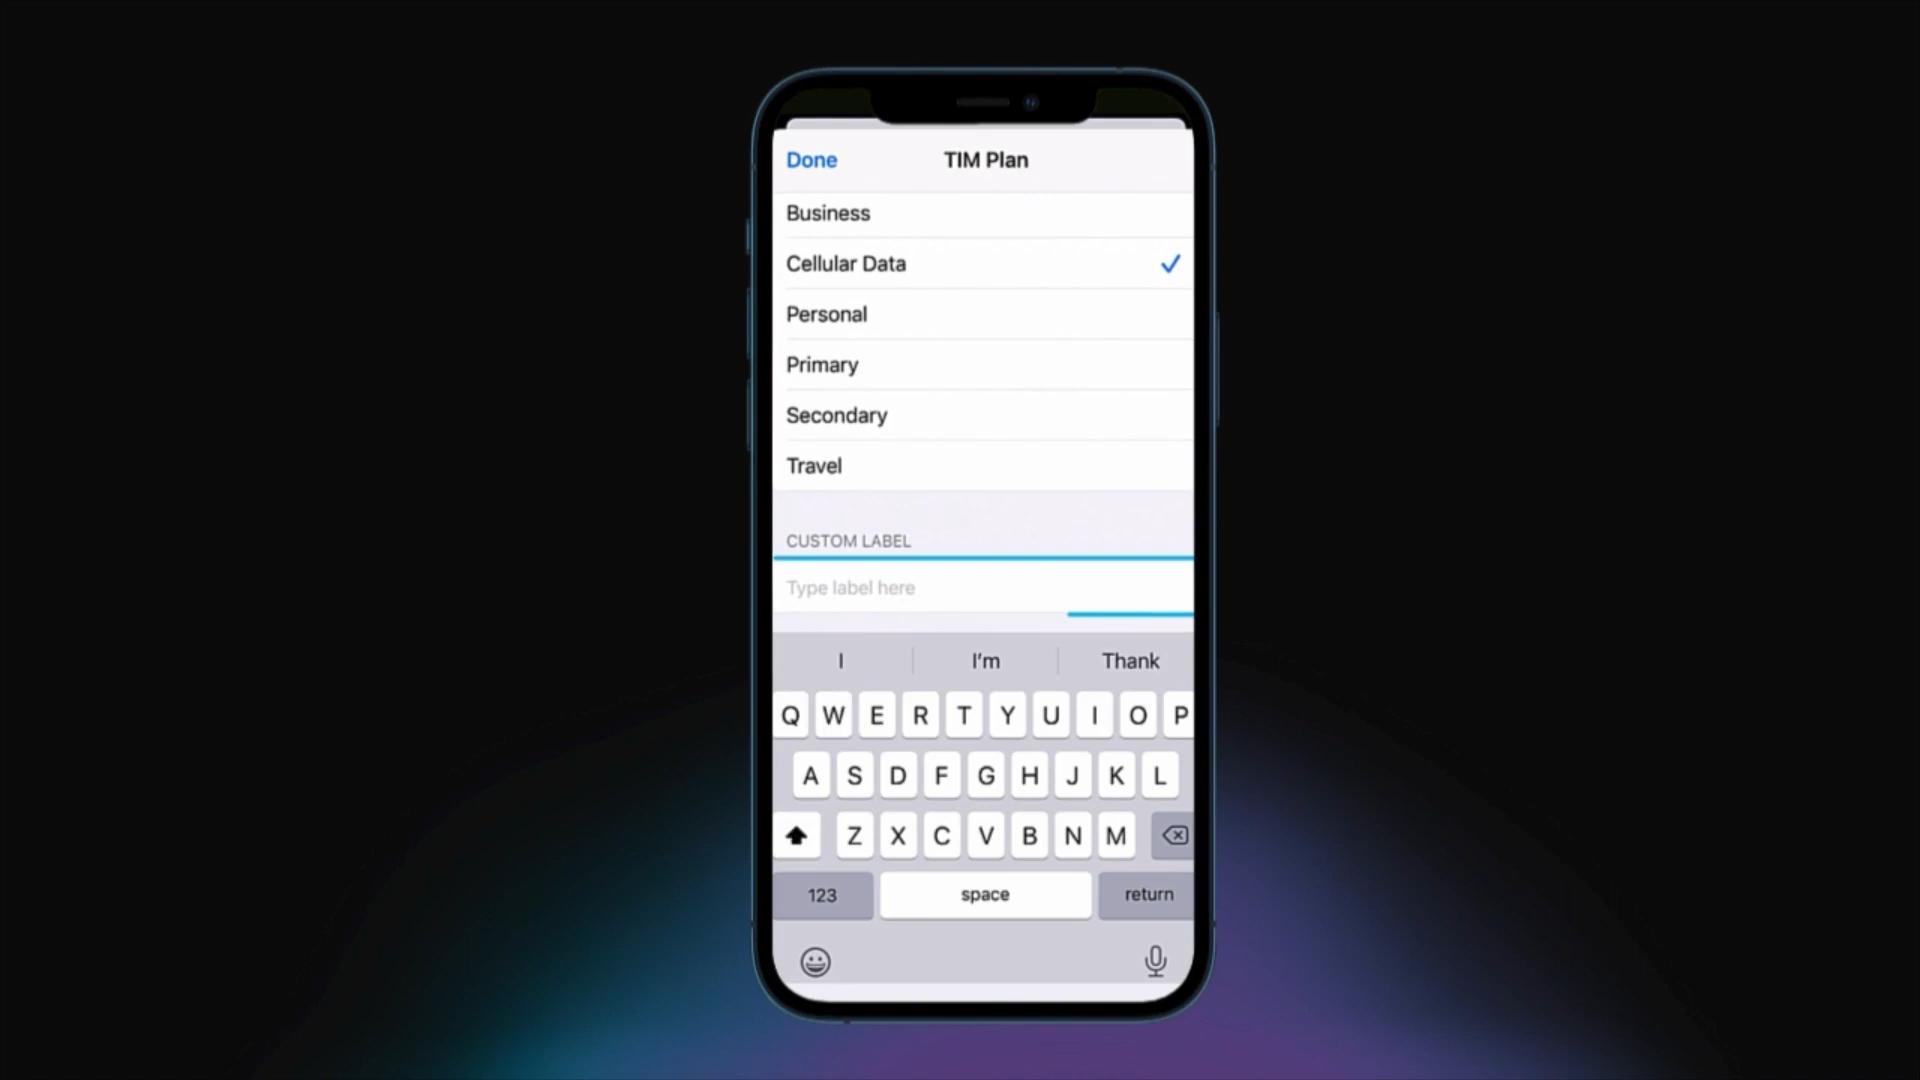 Done TIM Plan
Business
Cellular Data
Personal
Primary
Secondary
Travel
CUSTOM LABEL
Type label here
I I'm Thank
Q W E R T Y U I O P
A S D F G H J K L
Z X C V B N M
123 space return